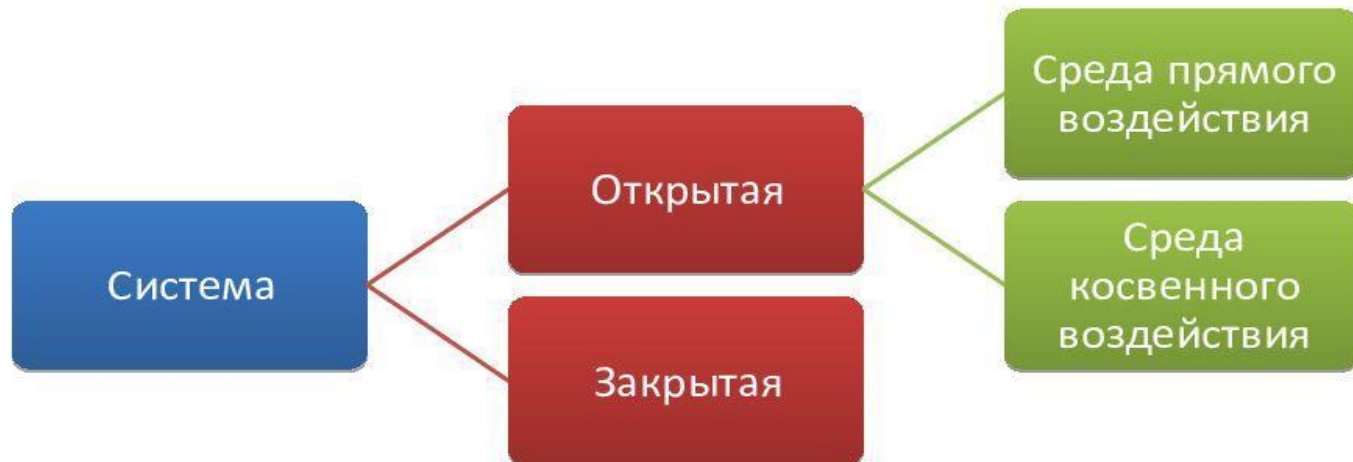 Система
Открытая
Закрытая
Среда прямого
воздействия
Среда
косвенного
воздействия